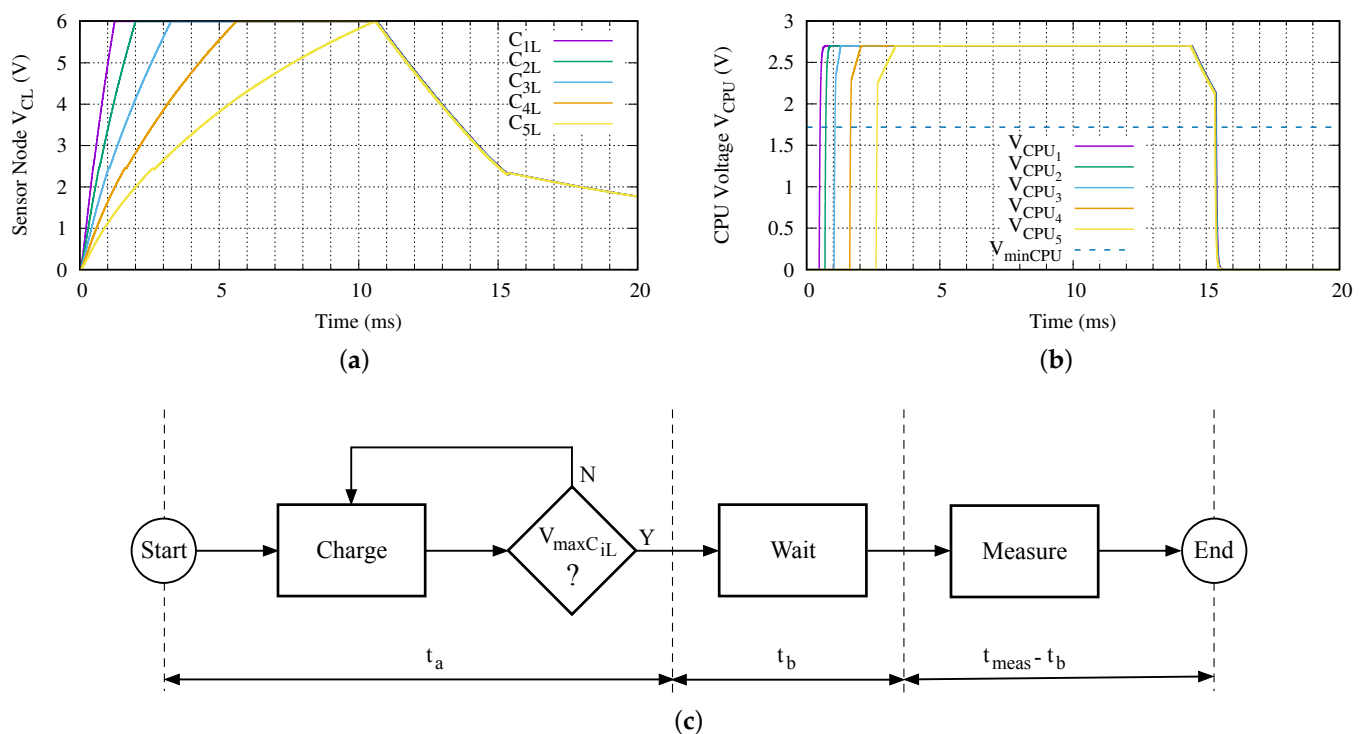 Sensor Node V_CL (V)
6
5
4
3
2
1
0
C_1L
C_2L
C_3L
C_4L
C_5L
0 5 10 15 20
Time (ms)
(a)
CPU Voltage V_CPU (V)
3
2.5
2
1.5
1
0.5
0
V_CPU_1
V_CPU_2
V_CPU_3
V_CPU_4
V_CPU_5
V_minCPU
0 5 10 15 20
Time (ms)
(b)
N
Start Charge V_maxC_iL ? Y Wait Measure End
t_a t_b t_meas - t_b
(c)